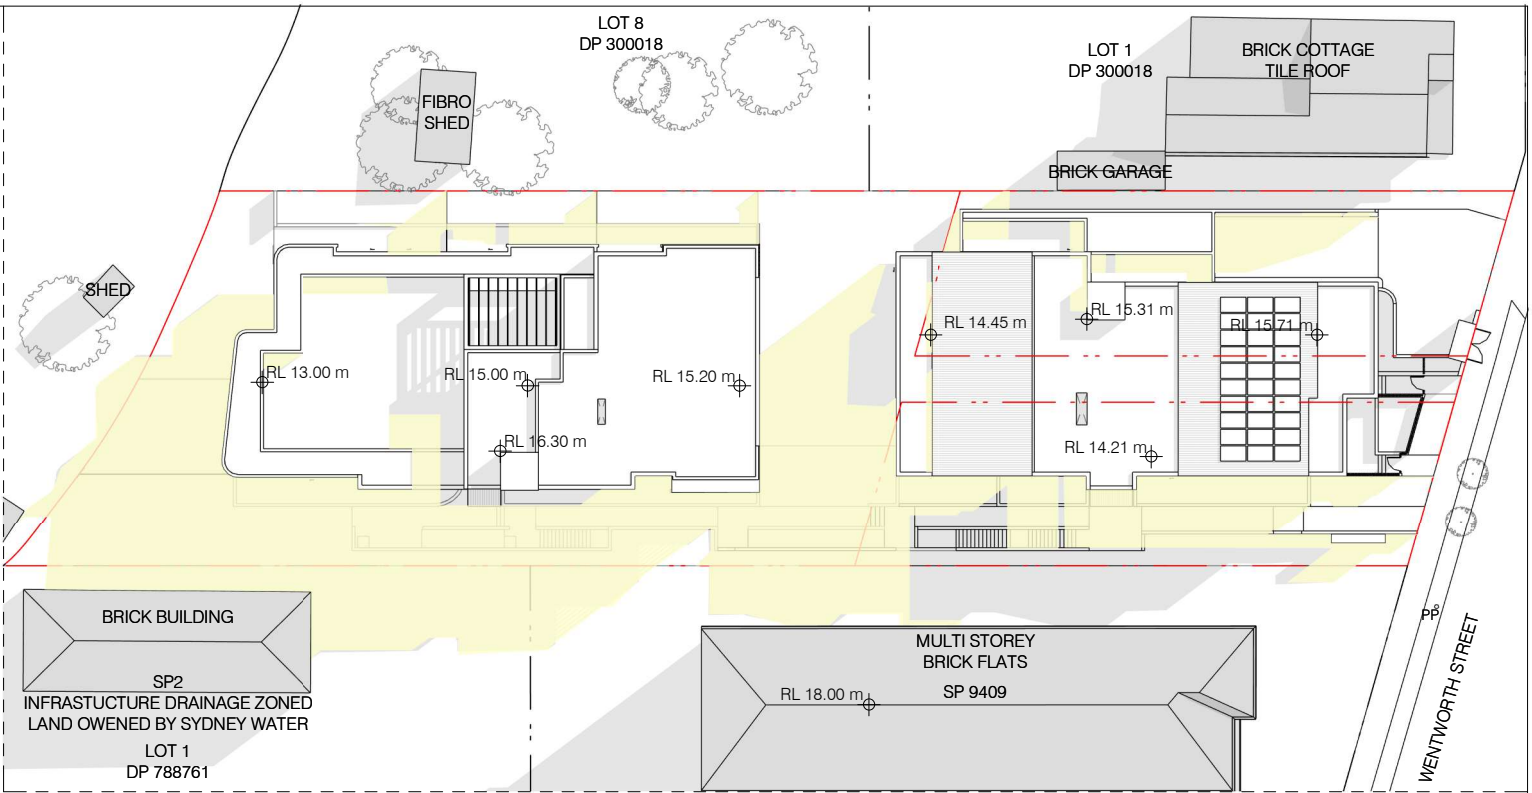 LOT 8
DP 300018
LOT 1
DP 300018
BRICK COTTAGE
TILE ROOF
FIBRO
SHED
BRICK GARAGE
SHED
RL 13.00 m
RL 15.00 m
RL 15.20 m
RL 16.30 m
RL 14.45 m
RL 15.31 m
RL 15.71 m
RL 14.21 m
BRICK BUILDING
SP2
INFRASTUCTURE DRAINAGE ZONED
LAND OWENED BY SYDNEY WATER
LOT 1
DP 788761
MULTI STOREY
BRICK FLATS
SP 9409
RL 18.00 m
PP
WENTWORTH STREET